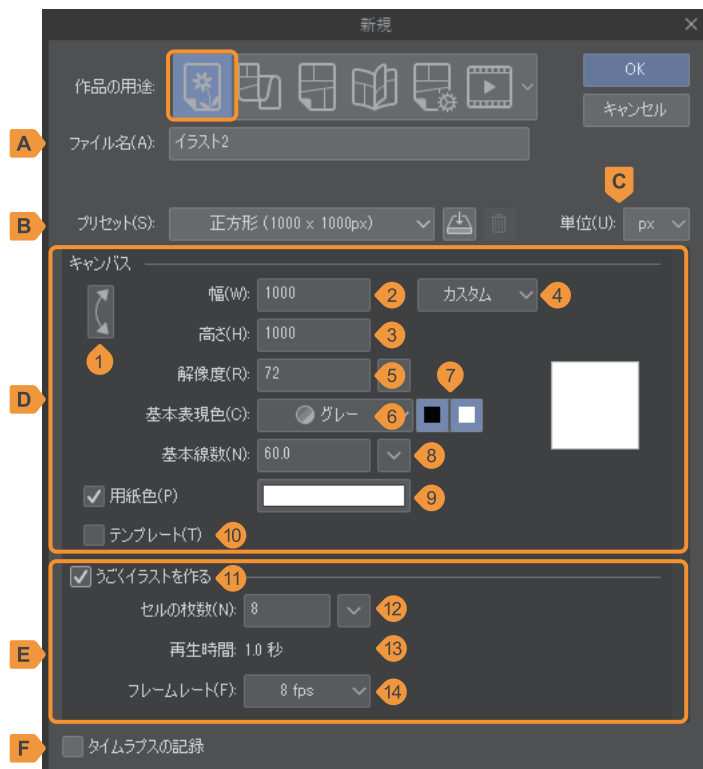 新規
作品の用途:
OK
キャンセル
A ファイル名(A): イラスト2
C
B プリセット(S): 正方形 (1000 x 1000px) 単位(U): px
キャンバス
幅(W): 1000 2 カスタム 4
1 高さ(H): 1000 3
D 解像度(R): 72 5 7
基本表現色(C): グレー 6
基本線数(N): 60.0 8
用紙色(P) 9
テンプレート(T) 10
うごくイラストを作る 11
セルの枚数(N): 8 12
E 再生時間: 1.0 秒 13
フレームレート(F): 8 fps 14
F タイムラプスの記録